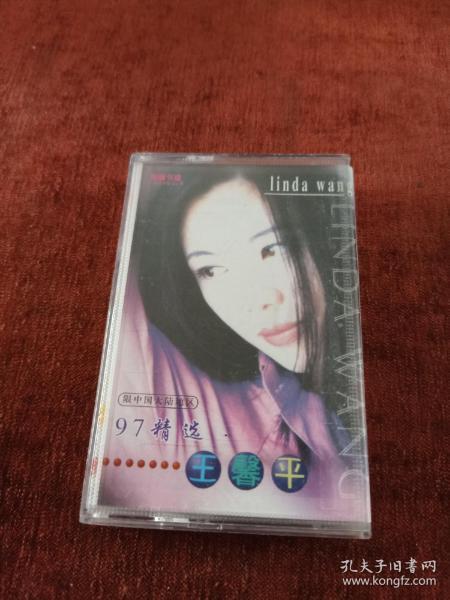 linda wang
LINDA WANG
限中国大陆地区
97精选
王馨平
孔夫子旧书网
www.kongfz.com